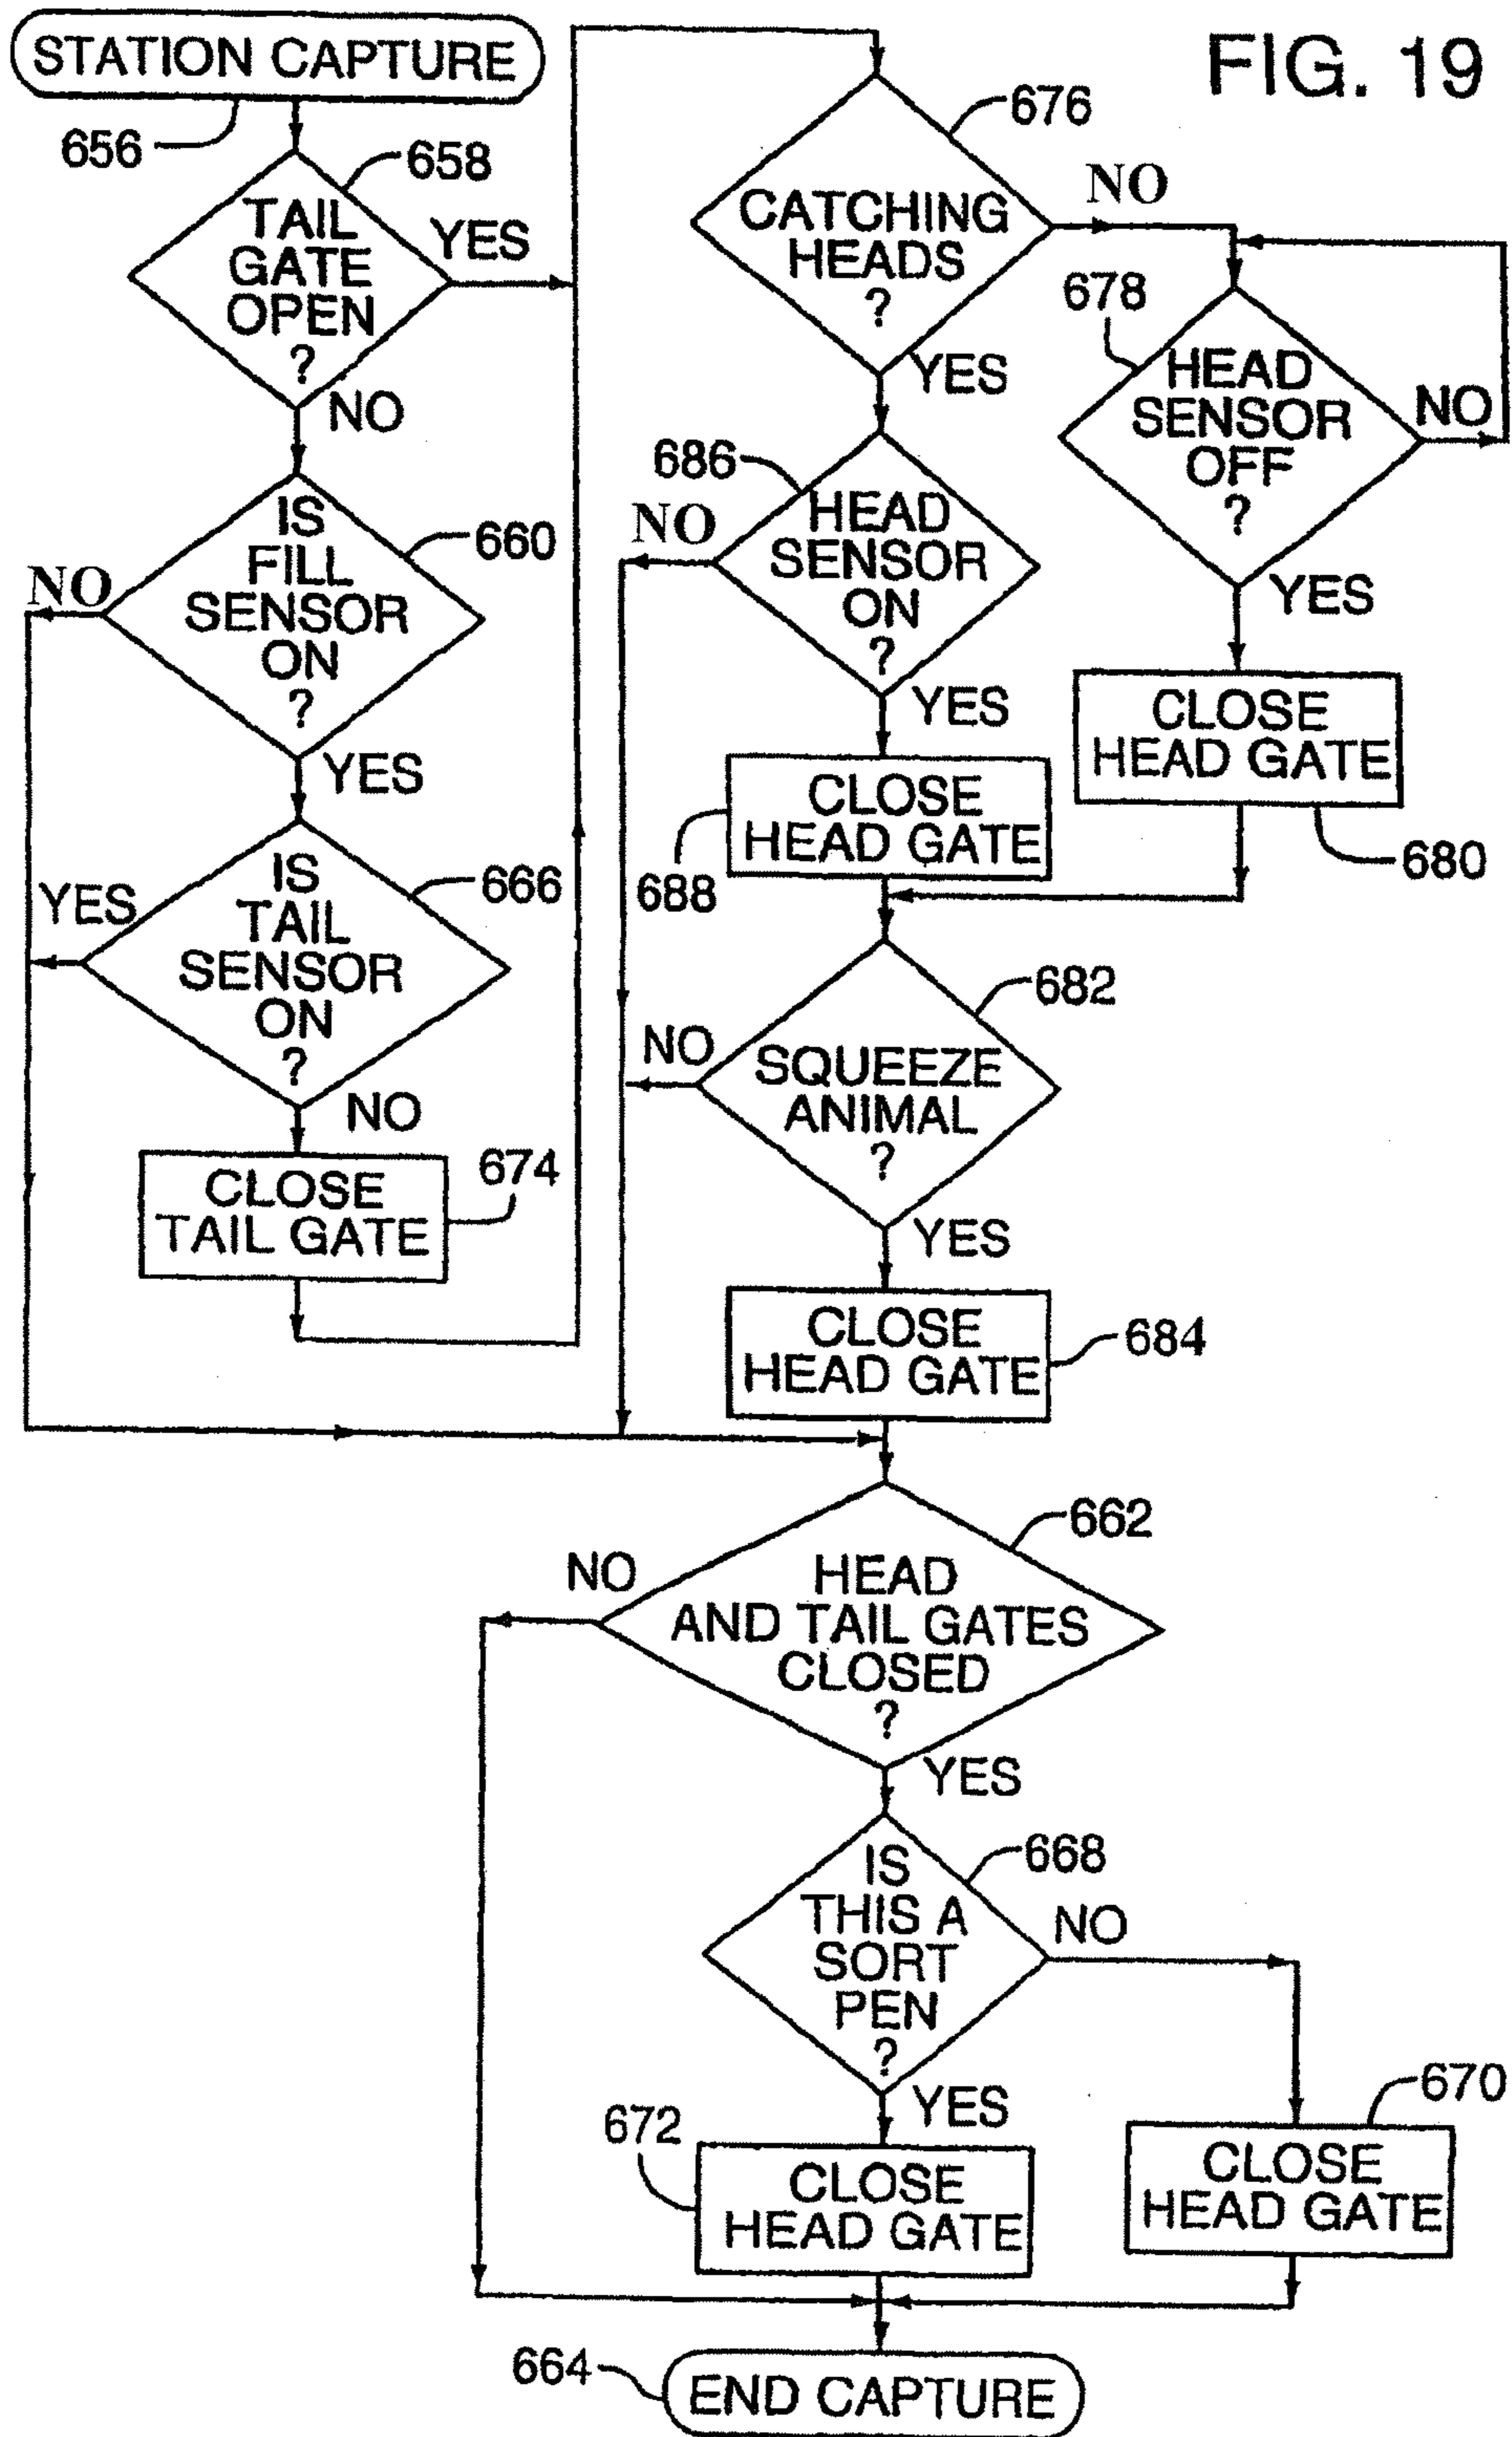 FIG. 19
STATION CAPTURE
656
658
TAIL
GATE
OPEN
?
YES
NO
IS
FILL
SENSOR
ON
?
660
NO
YES
IS
TAIL
SENSOR
ON
?
666
YES
NO
CLOSE
TAIL GATE
674
676
CATCHING
HEADS
?
NO
YES
678
HEAD
SENSOR
OFF
?
NO
YES
CLOSE
HEAD GATE
680
686
HEAD
SENSOR
ON
?
NO
YES
CLOSE
HEAD GATE
688
682
SQUEEZE
ANIMAL
?
NO
YES
CLOSE
HEAD GATE
684
662
HEAD
AND TAIL GATES
CLOSED
?
NO
YES
668
IS
THIS A
SORT
PEN
?
NO
YES
672
CLOSE
HEAD GATE
670
CLOSE
HEAD GATE
664
END CAPTURE